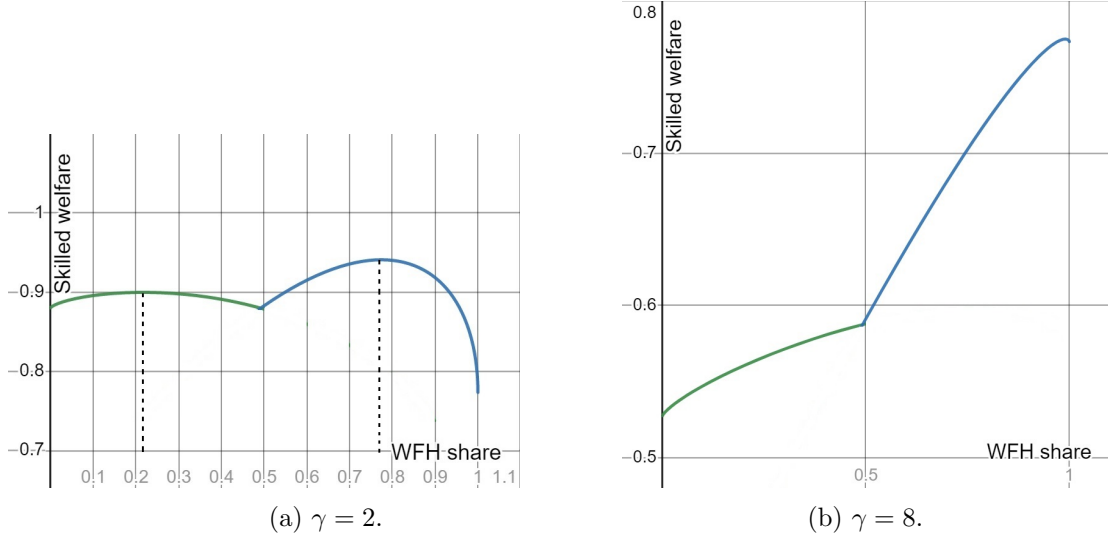 Skilled welfare
1
0.9
0.8
0.7
WFH share
0.1 0.2 0.3 0.4 0.5 0.6 0.7 0.8 0.9 1 1.1
(a) γ = 2.
0.8
Skilled welfare
0.7
0.6
0.5
WFH share
0.5 1
(b) γ = 8.